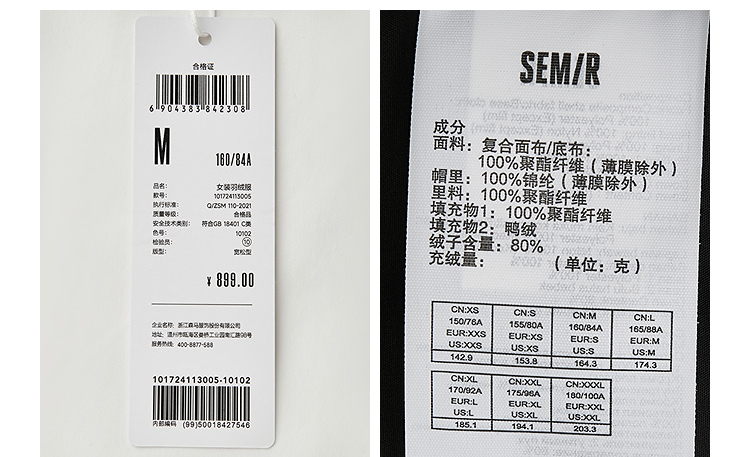 合格证
6 904383 842308
M
160/84A
品名: 女装羽绒服
款号: 101724113005
执行标准: Q/ZSM 110-2021
质量等级: 合格品
安全技术类别: 符合GB 18401 C类
色号: 10102
检验员: 10
版型: 宽松型
¥ 899.00
企业名称: 浙江森马服饰股份有限公司
地址: 温州市瓯海区娄桥工业园南汇路98号
服务热线: 400-8877-588
101724113005-10102
内部编码 (99)50018427546
SEM/R
成分
面料: 复合面布/底布:
100%聚酯纤维（薄膜除外）
帽里: 100%锦纶（薄膜除外）
里料: 100%聚酯纤维
填充物1: 100%聚酯纤维
填充物2: 鸭绒
绒子含量: 80%
充绒量: （单位: 克）
CN:XS CN:S CN:M CN:L
150/76A 155/80A 160/84A 165/88A
EUR:XXS EUR:XS EUR:S EUR:M
US:XXS US:XS US:S US:M
142.9 153.8 164.3 174.3
CN:XL CN:XXL CN:XXXL
170/92A 175/96A 180/100A
EUR:L EUR:XL EUR:XXL
US:L US:XL US:XXL
185.1 194.1 203.3